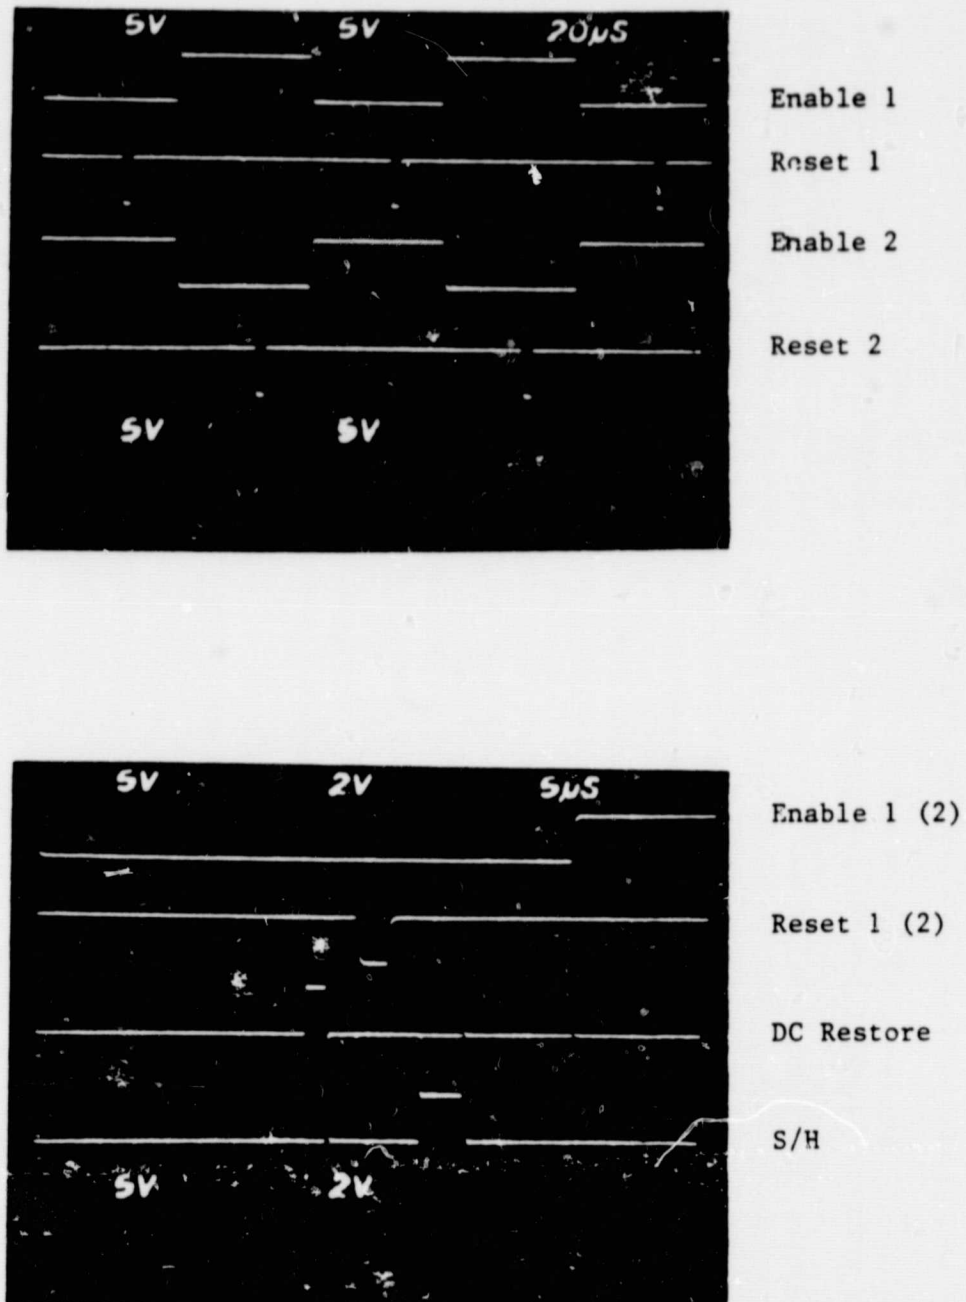 5V 5V 20µS
Enable 1
Reset 1
Enable 2
Reset 2
5V 5V
5V 2V 5µS
Enable 1 (2)
Reset 1 (2)
DC Restore
S/H
5V 2V